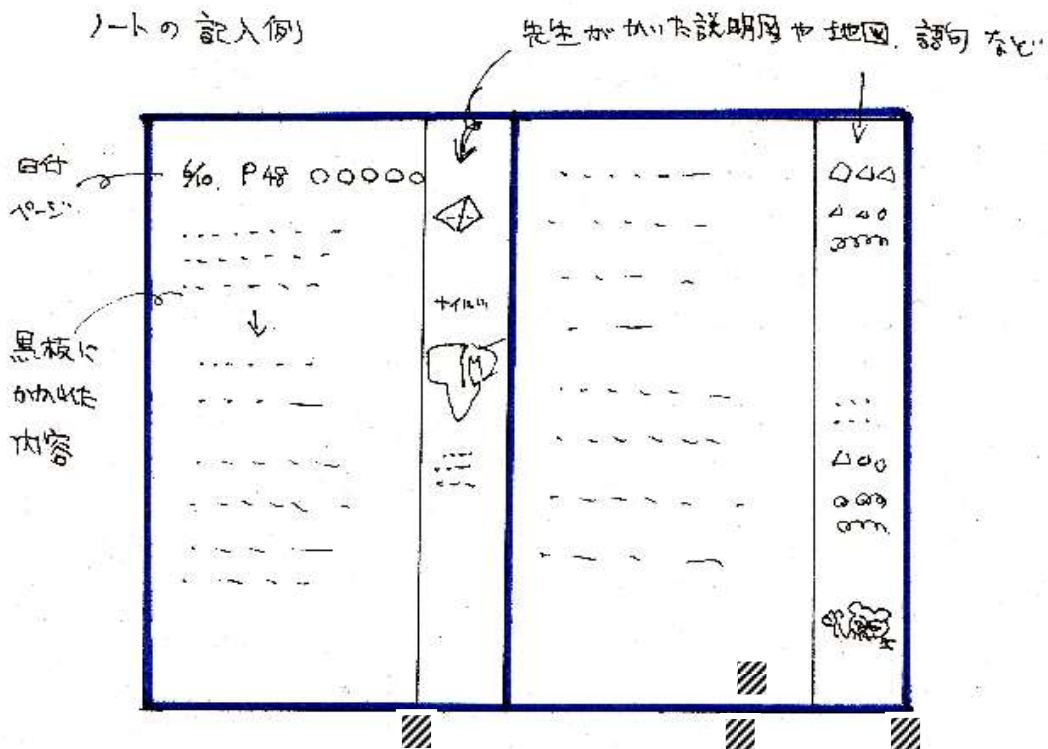 ノートの記入例
先生がかいた説明図や地図、語句など
日付
ページ
6/10. P48 ○○○○○
ナイル川
黒板に
かかれた
内容